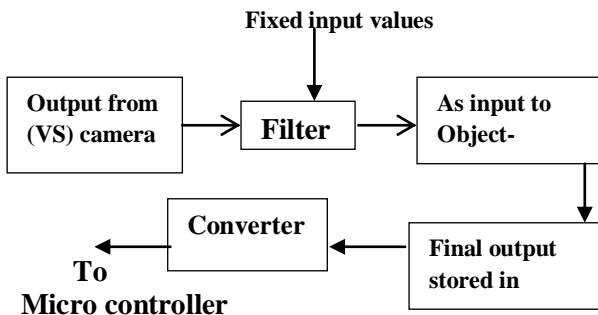 Fixed input values
Output from
(VS) camera
Filter
As input to
Object-
Final output
stored in
Converter
To
Micro controller